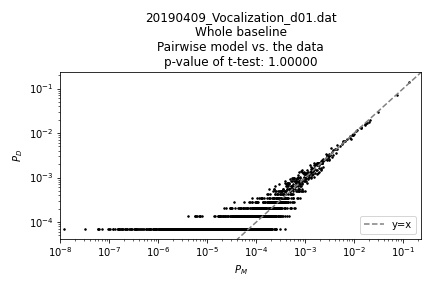 20190409_Vocalization_d01.dat
Whole baseline
Pairwise model vs. the data
p-value of t-test: 1.00000
10⁻¹
10⁻²
10⁻³
10⁻⁴
P_D
y=x
10⁻⁸ 10⁻⁷ 10⁻⁶ 10⁻⁵ 10⁻⁴ 10⁻³ 10⁻² 10⁻¹
P_M